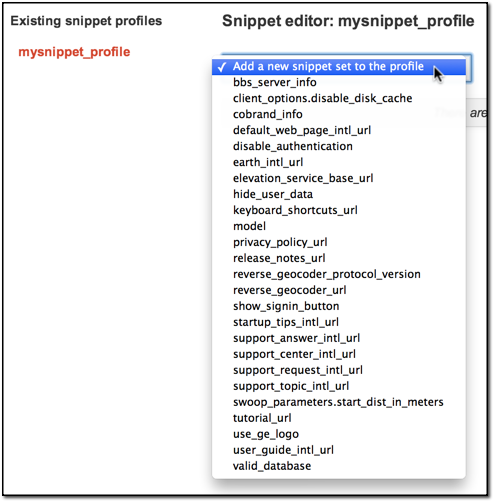 Existing snippet profiles
Snippet editor: mysnippet_profile
mysnippet_profile
✓ Add a new snippet set to the profile
bbs_server_info
client_options.disable_disk_cache
cobrand_info
default_web_page_intl_url
disable_authentication
earth_intl_url
elevation_service_base_url
hide_user_data
keyboard_shortcuts_url
model
privacy_policy_url
release_notes_url
reverse_geocoder_protocol_version
reverse_geocoder_url
show_signin_button
startup_tips_intl_url
support_answer_intl_url
support_center_intl_url
support_request_intl_url
support_topic_intl_url
swoop_parameters.start_dist_in_meters
tutorial_url
use_ge_logo
user_guide_intl_url
valid_database
There are